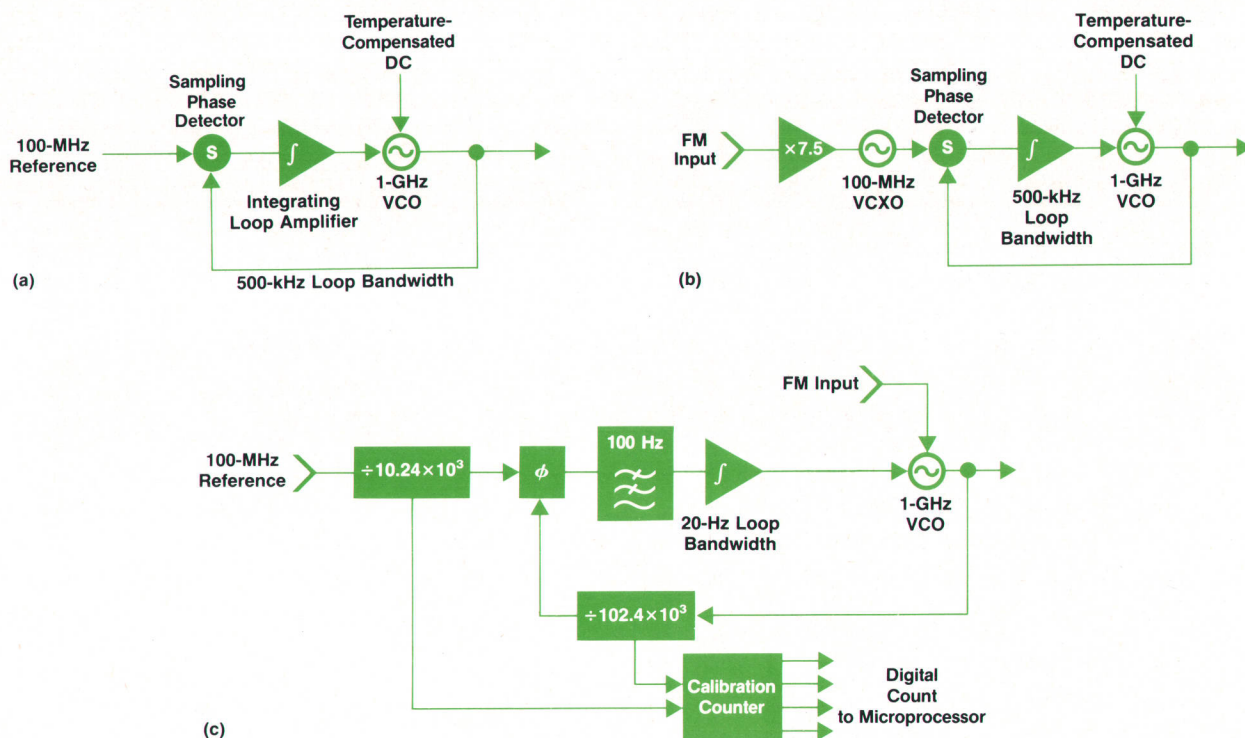 Temperature-
Compensated
DC
Sampling
Phase
Detector
100-MHz
Reference
S
∫
1-GHz
VCO
Integrating
Loop Amplifier
500-kHz Loop Bandwidth
(a)
Temperature-
Compensated
DC
Sampling
Phase
Detector
FM
Input
×7.5
100-MHz
VCXO
S
∫
1-GHz
VCO
500-kHz
Loop
Bandwidth
(b)
FM Input
100-MHz
Reference
÷10.24×10³
ϕ
100 Hz
∫
20-Hz Loop
Bandwidth
1-GHz
VCO
÷102.4×10³
Calibration
Counter
Digital
Count
to Microprocessor
(c)